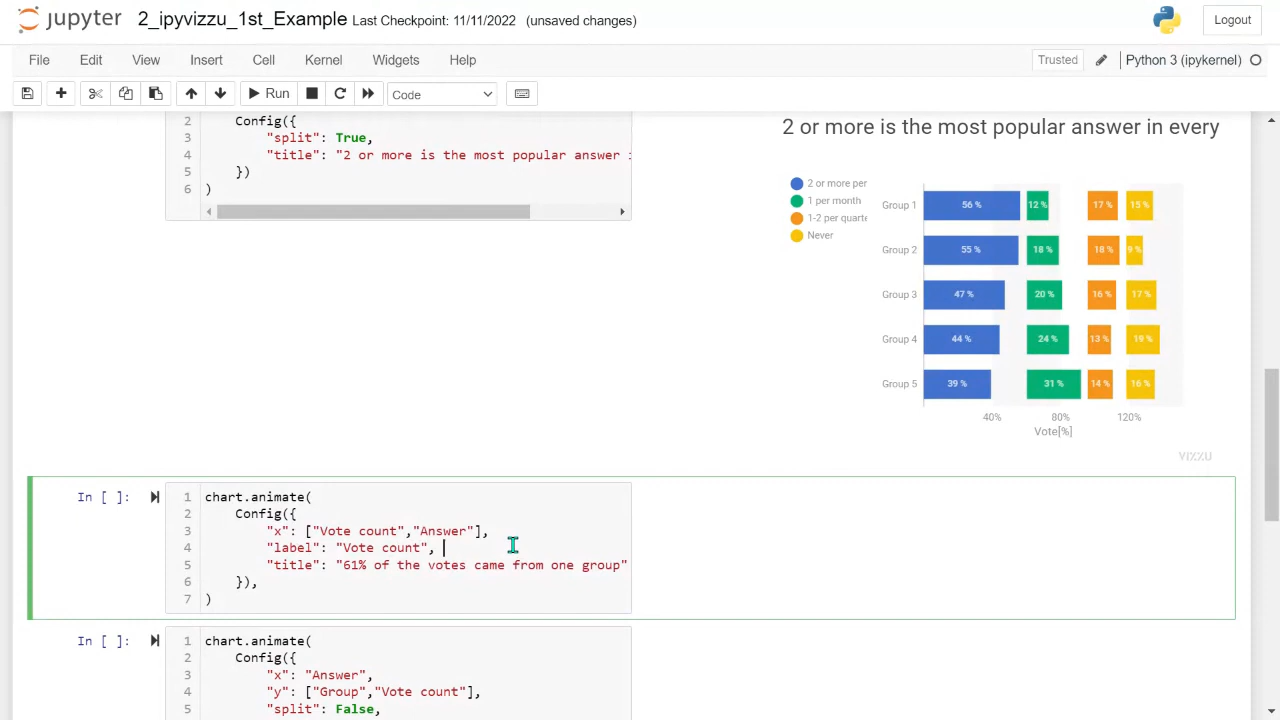 jupyter 2_ipyvizzu_1st_Example Last Checkpoint: 11/11/2022 (unsaved changes) Logout
File Edit View Insert Cell Kernel Widgets Help Trusted Python 3 (ipykernel)
Run Code
2 Config({
3 "split": True,
4 "title": "2 or more is the most popular answer
5 })
6 )
2 or more is the most popular answer in every
2 or more per
1 per month
1-2 per quarte
Never
Group 1 56 % 12 % 17 % 15 %
Group 2 55 % 18 % 18 % 9 %
Group 3 47 % 20 % 16 % 17 %
Group 4 44 % 24 % 13 % 19 %
Group 5 39 % 31 % 14 % 16 %
40% 80% 120%
Vote[%]
VIZZU
In [ ]: 1 chart.animate(
2 Config({
3 "x": ["Vote count","Answer"],
4 "label": "Vote count",
5 "title": "61% of the votes came from one group"
6 }),
7 )
In [ ]: 1 chart.animate(
2 Config({
3 "x": "Answer",
4 "y": ["Group","Vote count"],
5 "split": False,